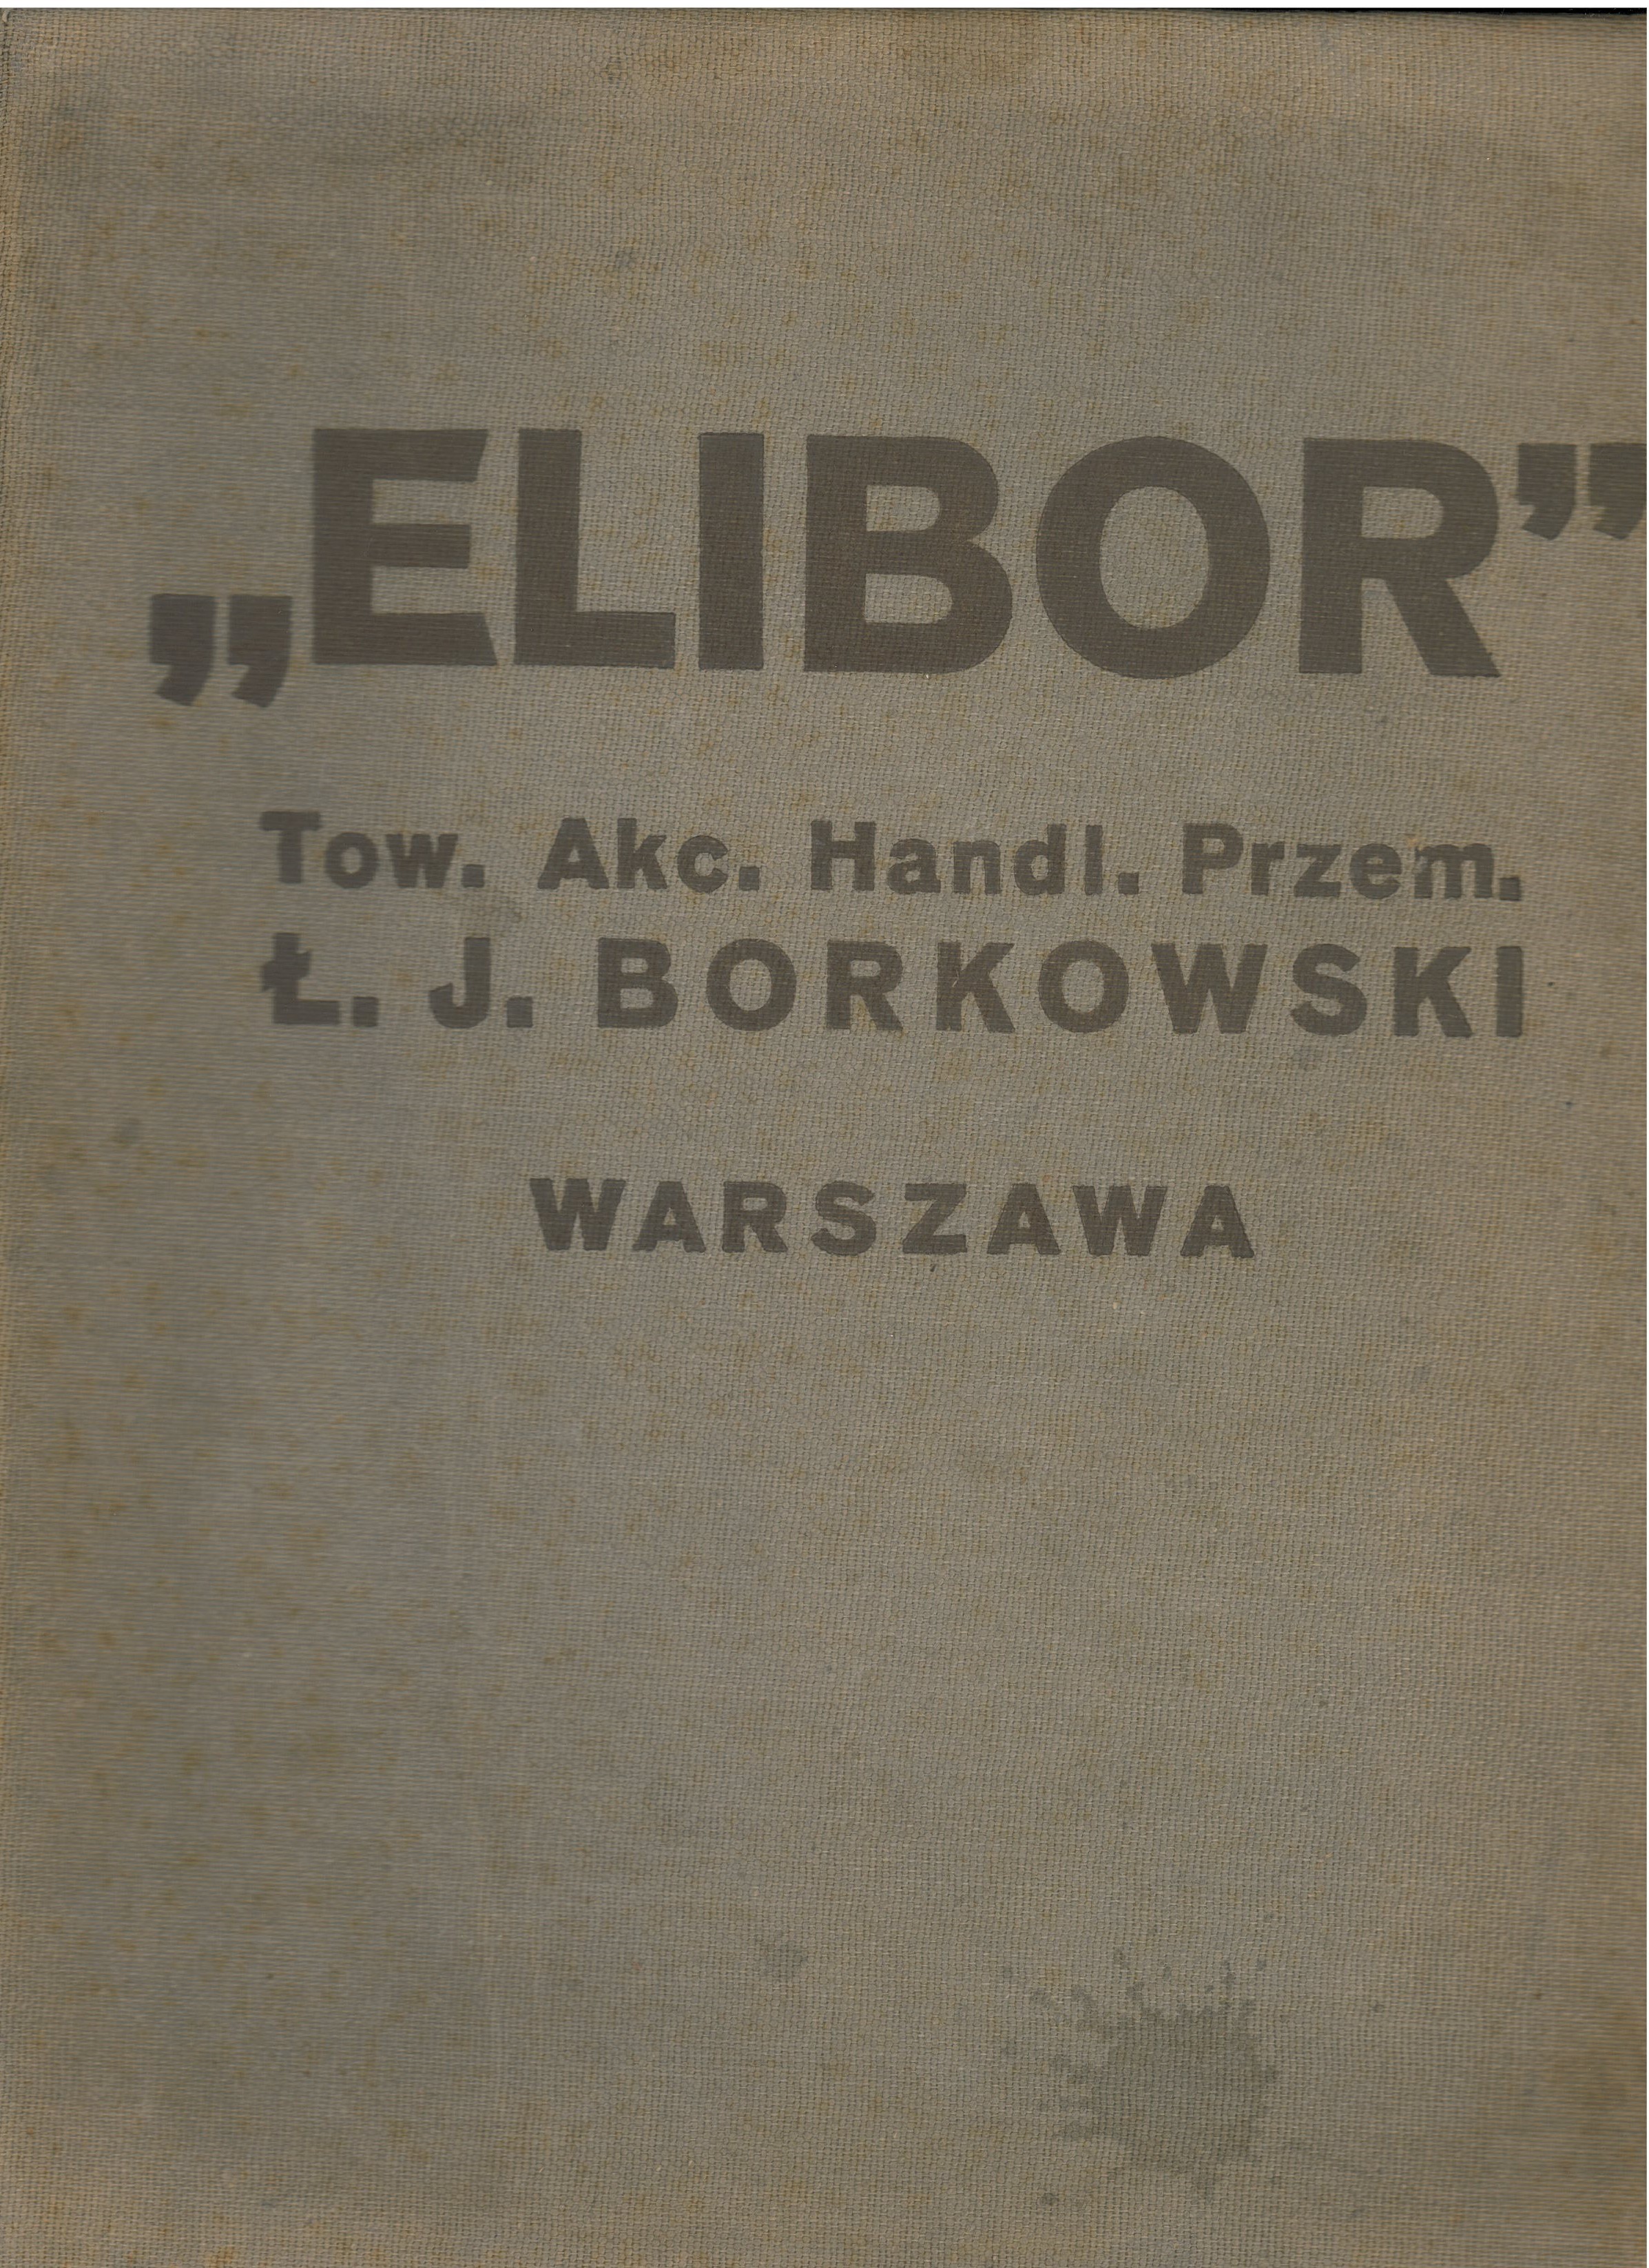 „ELIBOR”
Tow. Akc. Handl. Przem.
Ł. J. BORKOWSKI
WARSZAWA